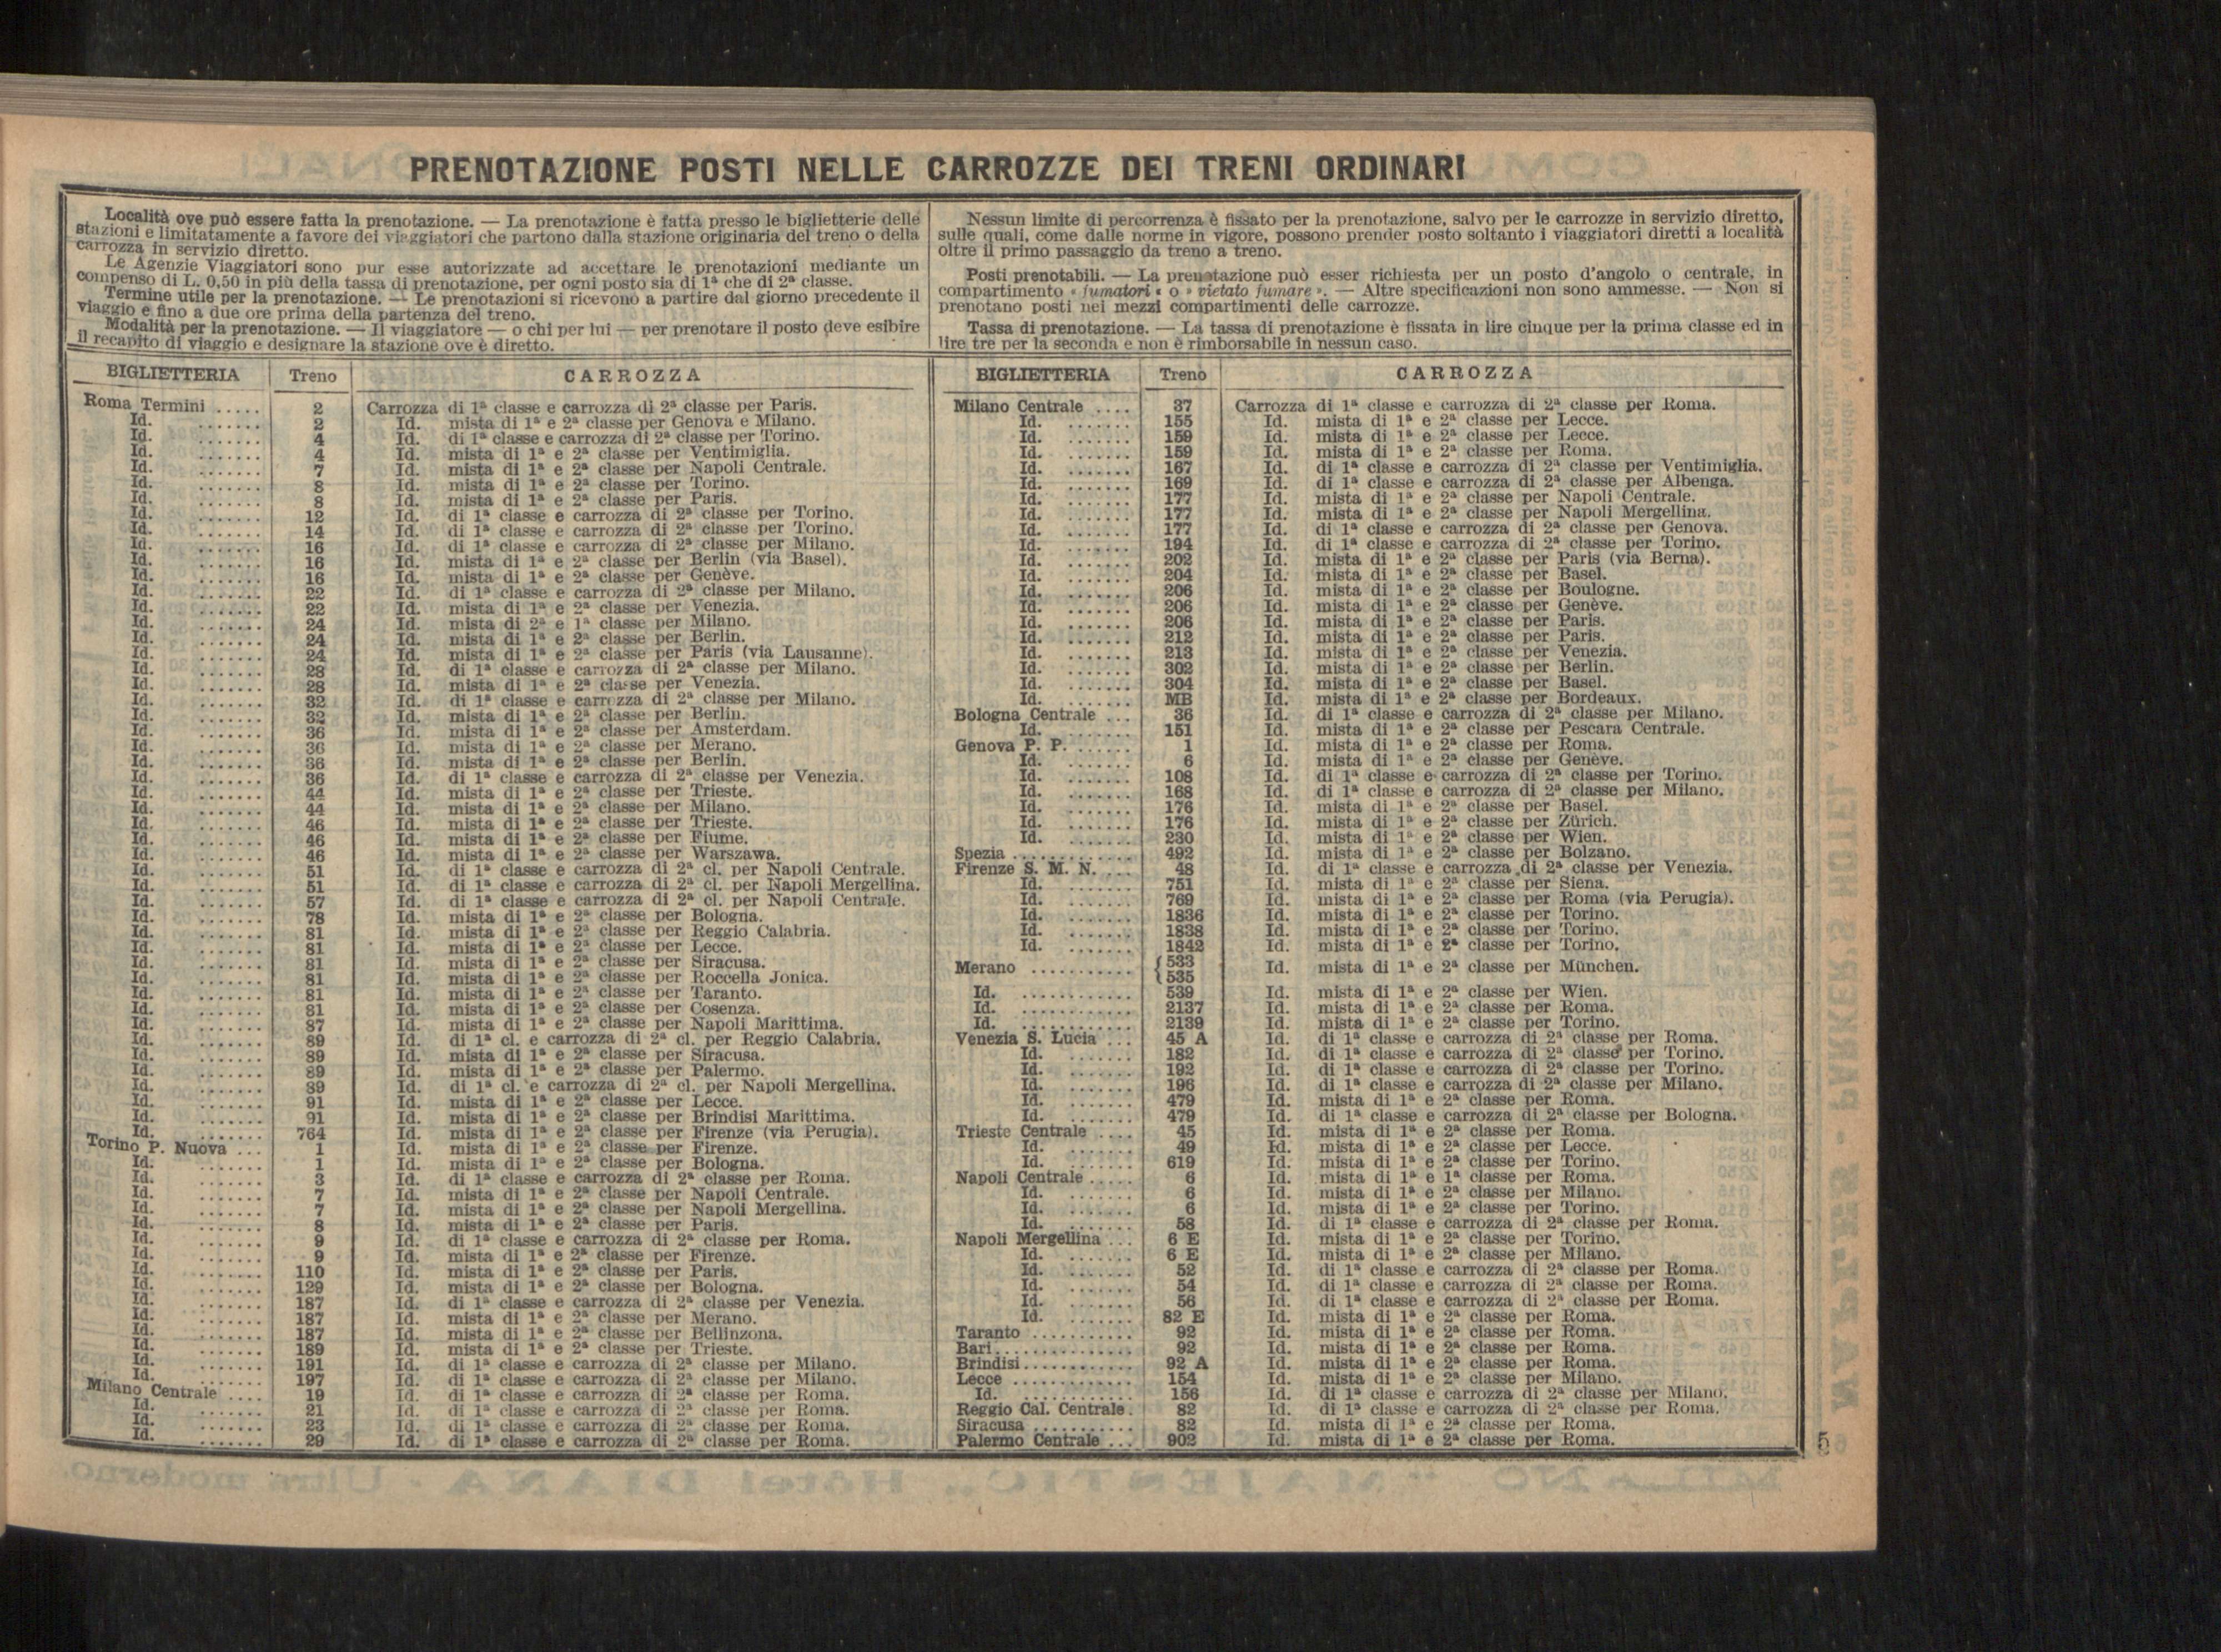 PRENOTAZIONE POSTI NELLE CARROZZE DEI TRENI ORDINARI
Località ove può essere fatta la prenotazione. — La prenotazione è fatta presso le biglietterie delle
stazioni e limitatamente a favore dei viaggiatori che partono dalla stazione originaria del treno o della
carrozza in servizio diretto.
Le Agenzie Viaggiatori sono pur esse autorizzate ad accettare le prenotazioni mediante un
compenso di L. 0,50 in più della tassa di prenotazione, per ogni posto sia di 1ª che di 2ª classe.
Termine utile per la prenotazione. — Le prenotazioni si ricevono a partire dal giorno precedente il
viaggio e fino a due ore prima della partenza del treno.
Modalità per la prenotazione. — Il viaggiatore — o chi per lui — per prenotare il posto deve esibire
il recapito di viaggio e designare la stazione ove è diretto.
Nessun limite di percorrenza è fissato per la prenotazione, salvo per le carrozze in servizio diretto,
sulle quali, come dalle norme in vigore, possono prender posto soltanto i viaggiatori diretti a località
oltre il primo passaggio da treno a treno.
Posti prenotabili. — La prenotazione può esser richiesta per un posto d'angolo o centrale, in
compartimento « fumatori « o » vietato fumare ». — Altre specificazioni non sono ammesse. — Non si
prenotano posti nei mezzi compartimenti delle carrozze.
Tassa di prenotazione. — La tassa di prenotazione è fissata in lire cinque per la prima classe ed in
lire tre per la seconda e non è rimborsabile in nessun caso.
BIGLIETTERIA Treno CARROZZA
Roma Termini ..... 2 Carrozza di 1ª classe e carrozza di 2ª classe per Paris.
Id. ....... 2 Id. mista di 1ª e 2ª classe per Genova e Milano.
Id. ....... 4 Id. di 1ª classe e carrozza di 2ª classe per Torino.
Id. ....... 4 Id. mista di 1ª e 2ª classe per Ventimiglia.
Id. ....... 7 Id. mista di 1ª e 2ª classe per Napoli Centrale.
Id. ....... 8 Id. mista di 1ª e 2ª classe per Torino.
Id. ....... 8 Id. mista di 1ª e 2ª classe per Paris.
Id. ....... 12 Id. di 1ª classe e carrozza di 2ª classe per Torino.
Id. ....... 14 Id. di 1ª classe e carrozza di 2ª classe per Torino.
Id. ....... 16 Id. di 1ª classe e carrozza di 2ª classe per Milano.
Id. ....... 16 Id. mista di 1ª e 2ª classe per Berlin (via Basel).
Id. ....... 16 Id. mista di 1ª e 2ª classe per Genève.
Id. ....... 22 Id. di 1ª classe e carrozza di 2ª classe per Milano.
Id. ....... 22 Id. mista di 1ª e 2ª classe per Venezia.
Id. ....... 24 Id. mista di 2ª e 1ª classe per Milano.
Id. ....... 24 Id. mista di 1ª e 2ª classe per Berlin.
Id. ....... 24 Id. mista di 1ª e 2ª classe per Paris (via Lausanne).
Id. ....... 28 Id. di 1ª classe e carrozza di 2ª classe per Milano.
Id. ....... 28 Id. mista di 1ª e 2ª classe per Venezia.
Id. ....... 32 Id. di 1ª classe e carrozza di 2ª classe per Milano.
Id. ....... 32 Id. mista di 1ª e 2ª classe per Berlin.
Id. ....... 36 Id. mista di 1ª e 2ª classe per Amsterdam.
Id. ....... 36 Id. mista di 1ª e 2ª classe per Merano.
Id. ....... 36 Id. mista di 1ª e 2ª classe per Berlin.
Id. ....... 36 Id. di 1ª classe e carrozza di 2ª classe per Venezia.
Id. ....... 44 Id. mista di 1ª e 2ª classe per Trieste.
Id. ....... 44 Id. mista di 1ª e 2ª classe per Milano.
Id. ....... 46 Id. mista di 1ª e 2ª classe per Trieste.
Id. ....... 46 Id. mista di 1ª e 2ª classe per Fiume.
Id. ....... 46 Id. mista di 1ª e 2ª classe per Warszawa.
Id. ....... 51 Id. di 1ª classe e carrozza di 2ª cl. per Napoli Centrale.
Id. ....... 51 Id. di 1ª classe e carrozza di 2ª cl. per Napoli Mergellina.
Id. ....... 57 Id. di 1ª classe e carrozza di 2ª cl. per Napoli Centrale.
Id. ....... 78 Id. mista di 1ª e 2ª classe per Bologna.
Id. ....... 81 Id. mista di 1ª e 2ª classe per Reggio Calabria.
Id. ....... 81 Id. mista di 1ª e 2ª classe per Lecce.
Id. ....... 81 Id. mista di 1ª e 2ª classe per Siracusa.
Id. ....... 81 Id. mista di 1ª e 2ª classe per Roccella Jonica.
Id. ....... 81 Id. mista di 1ª e 2ª classe per Taranto.
Id. ....... 81 Id. mista di 1ª e 2ª classe per Cosenza.
Id. ....... 87 Id. mista di 1ª e 2ª classe per Napoli Marittima.
Id. ....... 89 Id. di 1ª cl. e carrozza di 2ª cl. per Reggio Calabria.
Id. ....... 89 Id. mista di 1ª e 2ª classe per Siracusa.
Id. ....... 89 Id. mista di 1ª e 2ª classe per Palermo.
Id. ....... 89 Id. di 1ª cl. e carrozza di 2ª cl. per Napoli Mergellina.
Id. ....... 91 Id. mista di 1ª e 2ª classe per Lecce.
Id. ....... 91 Id. mista di 1ª e 2ª classe per Brindisi Marittima.
Id. ....... 764 Id. mista di 1ª e 2ª classe per Firenze (via Perugia).
Torino P. Nuova ... 1 Id. mista di 1ª e 2ª classe per Firenze.
Id. ....... 1 Id. mista di 1ª e 2ª classe per Bologna.
Id. ....... 3 Id. di 1ª classe e carrozza di 2ª classe per Roma.
Id. ....... 7 Id. mista di 1ª e 2ª classe per Napoli Centrale.
Id. ....... 7 Id. mista di 1ª e 2ª classe per Napoli Mergellina.
Id. ....... 8 Id. mista di 1ª e 2ª classe per Paris.
Id. ....... 9 Id. di 1ª classe e carrozza di 2ª classe per Roma.
Id. ....... 9 Id. mista di 1ª e 2ª classe per Firenze.
Id. ....... 110 Id. mista di 1ª e 2ª classe per Paris.
Id. ....... 129 Id. mista di 1ª e 2ª classe per Bologna.
Id. ....... 187 Id. di 1ª classe e carrozza di 2ª classe per Venezia.
Id. ....... 187 Id. mista di 1ª e 2ª classe per Merano.
Id. ....... 187 Id. mista di 1ª e 2ª classe per Bellinzona.
Id. ....... 189 Id. mista di 1ª e 2ª classe per Trieste.
Id. ....... 191 Id. di 1ª classe e carrozza di 2ª classe per Milano.
Id. ....... 197 Id. di 1ª classe e carrozza di 2ª classe per Milano.
Milano Centrale .... 19 Id. di 1ª classe e carrozza di 2ª classe per Roma.
Id. ....... 21 Id. di 1ª classe e carrozza di 2ª classe per Roma.
Id. ....... 23 Id. di 1ª classe e carrozza di 2ª classe per Roma.
Id. ....... 29 Id. di 1ª classe e carrozza di 2ª classe per Roma.
BIGLIETTERIA Treno CARROZZA
Milano Centrale .... 37 Carrozza di 1ª classe e carrozza di 2ª classe per Roma.
Id. ....... 155 Id. mista di 1ª e 2ª classe per Lecce.
Id. ....... 159 Id. mista di 1ª e 2ª classe per Lecce.
Id. ....... 159 Id. mista di 1ª e 2ª classe per Roma.
Id. ....... 167 Id. di 1ª classe e carrozza di 2ª classe per Ventimiglia.
Id. ....... 169 Id. di 1ª classe e carrozza di 2ª classe per Albenga.
Id. ....... 177 Id. mista di 1ª e 2ª classe per Napoli Centrale.
Id. ....... 177 Id. mista di 1ª e 2ª classe per Napoli Mergellina.
Id. ....... 177 Id. di 1ª classe e carrozza di 2ª classe per Genova.
Id. ....... 194 Id. di 1ª classe e carrozza di 2ª classe per Torino.
Id. ....... 202 Id. mista di 1ª e 2ª classe per Paris (via Berna).
Id. ....... 204 Id. mista di 1ª e 2ª classe per Basel.
Id. ....... 206 Id. mista di 1ª e 2ª classe per Boulogne.
Id. ....... 206 Id. mista di 1ª e 2ª classe per Genève.
Id. ....... 206 Id. mista di 1ª e 2ª classe per Paris.
Id. ....... 212 Id. mista di 1ª e 2ª classe per Paris.
Id. ....... 213 Id. mista di 1ª e 2ª classe per Venezia.
Id. ....... 302 Id. mista di 1ª e 2ª classe per Berlin.
Id. ....... 304 Id. mista di 1ª e 2ª classe per Basel.
Id. ....... MB Id. mista di 1ª e 2ª classe per Bordeaux.
Bologna Centrale ... 36 Id. di 1ª classe e carrozza di 2ª classe per Milano.
Id. ....... 151 Id. mista di 1ª e 2ª classe per Pescara Centrale.
Genova P. P. ...... 1 Id. mista di 1ª e 2ª classe per Roma.
Id. ....... 6 Id. mista di 1ª e 2ª classe per Genève.
Id. ....... 108 Id. di 1ª classe e carrozza di 2ª classe per Torino.
Id. ....... 168 Id. di 1ª classe e carrozza di 2ª classe per Milano.
Id. ....... 176 Id. mista di 1ª e 2ª classe per Basel.
Id. ....... 176 Id. mista di 1ª e 2ª classe per Zürich.
Id. ....... 230 Id. mista di 1ª e 2ª classe per Wien.
Spezia ............. 492 Id. mista di 1ª e 2ª classe per Bolzano.
Firenze S. M. N. .... 48 Id. di 1ª classe e carrozza di 2ª classe per Venezia.
Id. ....... 751 Id. mista di 1ª e 2ª classe per Siena.
Id. ....... 769 Id. mista di 1ª e 2ª classe per Roma (via Perugia).
Id. ....... 1836 Id. mista di 1ª e 2ª classe per Torino.
Id. ....... 1838 Id. mista di 1ª e 2ª classe per Torino.
Id. ....... 1842 Id. mista di 1ª e 2ª classe per Torino.
Merano ........... { 533 535 Id. mista di 1ª e 2ª classe per München.
Id. ............ 539 Id. mista di 1ª e 2ª classe per Wien.
Id. ............ 2137 Id. mista di 1ª e 2ª classe per Roma.
Id. ............ 2139 Id. mista di 1ª e 2ª classe per Torino.
Venezia S. Lucia ... 45 A Id. di 1ª classe e carrozza di 2ª classe per Roma.
Id. ....... 182 Id. di 1ª classe e carrozza di 2ª classe per Torino.
Id. ....... 192 Id. di 1ª classe e carrozza di 2ª classe per Torino.
Id. ....... 196 Id. di 1ª classe e carrozza di 2ª classe per Milano.
Id. ....... 479 Id. mista di 1ª e 2ª classe per Roma.
Id. ....... 479 Id. di 1ª classe e carrozza di 2ª classe per Bologna.
Trieste Centrale .... 45 Id. mista di 1ª e 2ª classe per Roma.
Id. ....... 49 Id. mista di 1ª e 2ª classe per Lecce.
Id. ....... 619 Id. mista di 1ª e 2ª classe per Torino.
Napoli Centrale ..... 6 Id. mista di 1ª e 1ª classe per Roma.
Id. ....... 6 Id. mista di 1ª e 2ª classe per Milano.
Id. ....... 6 Id. mista di 1ª e 2ª classe per Torino.
Id. ....... 58 Id. di 1ª classe e carrozza di 2ª classe per Roma.
Napoli Mergellina ... 6 E Id. mista di 1ª e 2ª classe per Torino.
Id. ....... 6 E Id. mista di 1ª e 2ª classe per Milano.
Id. ....... 52 Id. di 1ª classe e carrozza di 2ª classe per Roma.
Id. ....... 54 Id. di 1ª classe e carrozza di 2ª classe per Roma.
Id. ....... 56 Id. di 1ª classe e carrozza di 2ª classe per Roma.
Id. ....... 82 E Id. mista di 1ª e 2ª classe per Roma.
Taranto ........... 92 Id. mista di 1ª e 2ª classe per Roma.
Bari............... 92 Id. mista di 1ª e 2ª classe per Roma.
Brindisi............ 92 A Id. mista di 1ª e 2ª classe per Roma.
Lecce ............. 154 Id. mista di 1ª e 2ª classe per Milano.
Id. ............ 156 Id. di 1ª classe e carrozza di 2ª classe per Milano.
Reggio Cal. Centrale. 82 Id. di 1ª classe e carrozza di 2ª classe per Roma.
Siracusa ........... 82 Id. mista di 1ª e 2ª classe per Roma.
Palermo Centrale ... 902 Id. mista di 1ª e 2ª classe per Roma.
5